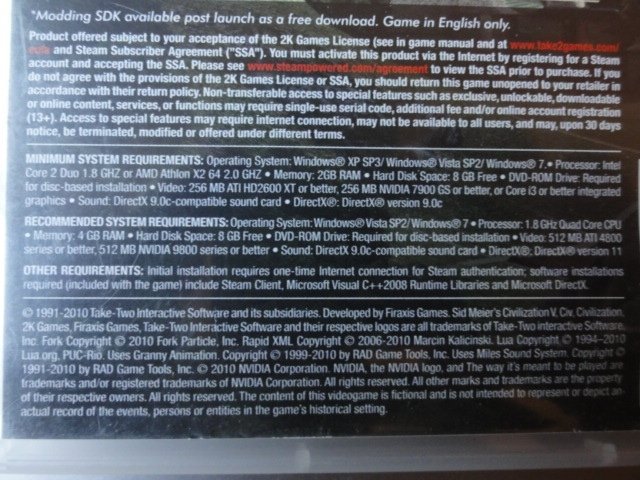 *Modding SDK available post launch as a free download. Game in English only.
Product offered subject to your acceptance of the 2K Games License (see in game manual and at www.take2games.com/
eula and Steam Subscriber Agreement ("SSA"). You must activate this product via the Internet by registering for a Steam
account and accepting the SSA. Please see www.steampowered.com/agreement to view the SSA prior to purchase. If you
do not agree with the provisions of the 2K Games License or SSA, you should return this game unopened to your retailer in
accordance with their return policy. Non-transferable access to special features such as exclusive, unlockable, downloadable
or online content, services, or functions may require single-use serial code, additional fee and/or online account registration
(13+). Access to special features may require internet connection, may not be available to all users, and may, upon 30 days
notice, be terminated, modified or offered under different terms.
MINIMUM SYSTEM REQUIREMENTS: Operating System: Windows® XP SP3/ Windows® Vista SP2/ Windows® 7 • Processor: Intel
Core 2 Duo 1.8 GHZ or AMD Athlon X2 64 2.0 GHZ • Memory: 2GB RAM • Hard Disk Space: 8 GB Free • DVD-ROM Drive: Required
for disc-based installation • Video: 256 MB ATI HD2600 XT or better, 256 MB NVIDIA 7900 GS or better, or Core i3 or better integrated
graphics • Sound: DirectX 9.0c-compatible sound card • DirectX®: DirectX® version 9.0c
RECOMMENDED SYSTEM REQUIREMENTS: Operating System: Windows® Vista SP2/ Windows® 7 • Processor: 1.8 GHz Quad Core CPU
• Memory: 4 GB RAM • Hard Disk Space: 8 GB Free • DVD-ROM Drive: Required for disc-based installation • Video: 512 MB ATI 4800
series or better, 512 MB NVIDIA 9800 series or better • Sound: DirectX 9.0c-compatible sound card • DirectX®: DirectX® version 11
OTHER REQUIREMENTS: Initial installation requires one-time Internet connection for Steam authentication; software installations
required (included with the game) include Steam Client, Microsoft Visual C++2008 Runtime Libraries and Microsoft DirectX.
© 1991-2010 Take-Two Interactive Software and its subsidiaries. Developed by Firaxis Games. Sid Meier's Civilization V, Civ, Civilization,
2K Games, Firaxis Games, Take-Two Interactive Software and their respective logos are all trademarks of Take-Two interactive Software,
Inc. Fork Copyright © 2010 Fork Particle, Inc. Rapid XML Copyright © 2006-2010 Marcin Kalicinski. Lua Copyright © 1994-2010
Lua.org, PUC-Rio. Uses Granny Animation. Copyright © 1999-2010 by RAD Game Tools, Inc. Uses Miles Sound System. Copyright ©
1991-2010 by RAD Game Tools, Inc. © 2010 NVIDIA Corporation. NVIDIA, the NVIDIA logo, and The way it's meant to be played are
trademarks and/or registered trademarks of NVIDIA Corporation. All rights reserved. All other marks and trademarks are the property
of their respective owners. All rights reserved. The content of this videogame is fictional and is not intended to represent or depict an
actual record of the events, persons or entities in the game's historical setting.